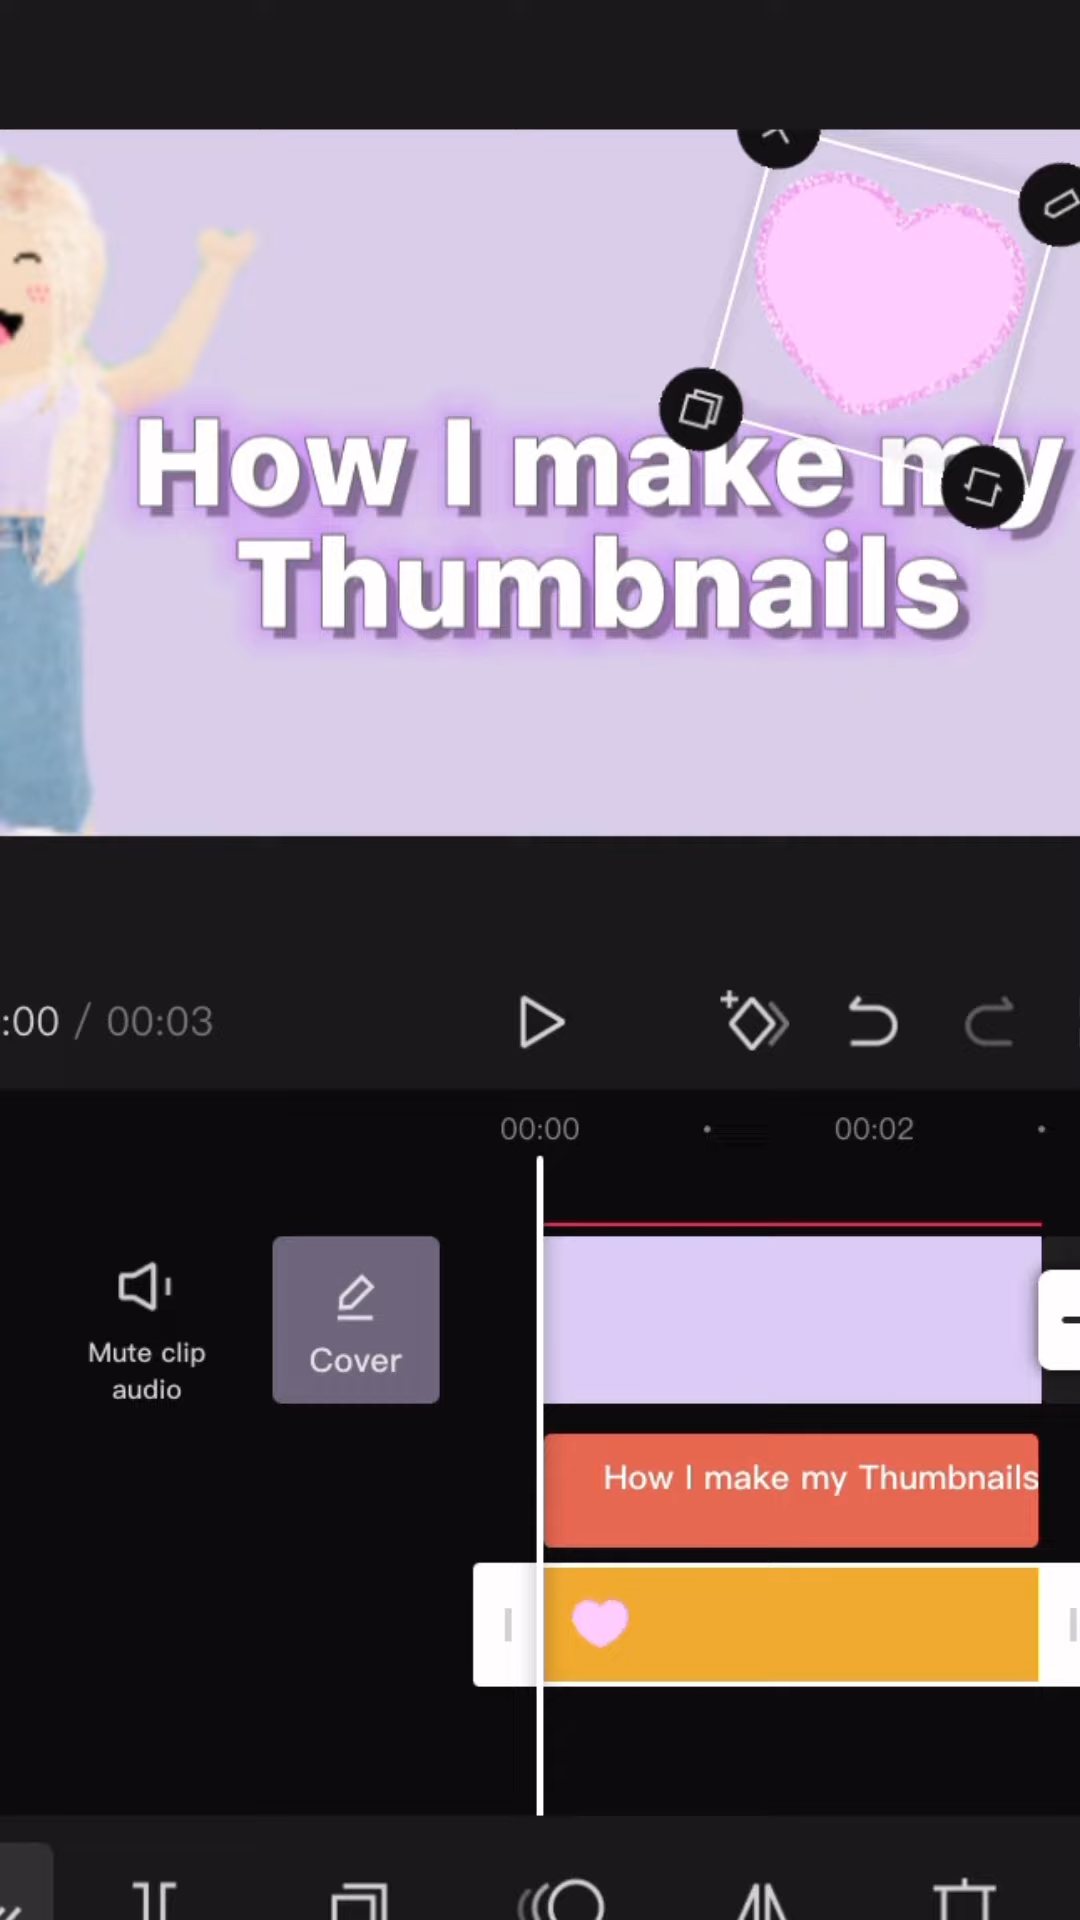 How I make my
Thumbnails
:00 / 00:03
00:00
00:02
Mute clip
audio
Cover
How I make my Thumbnails